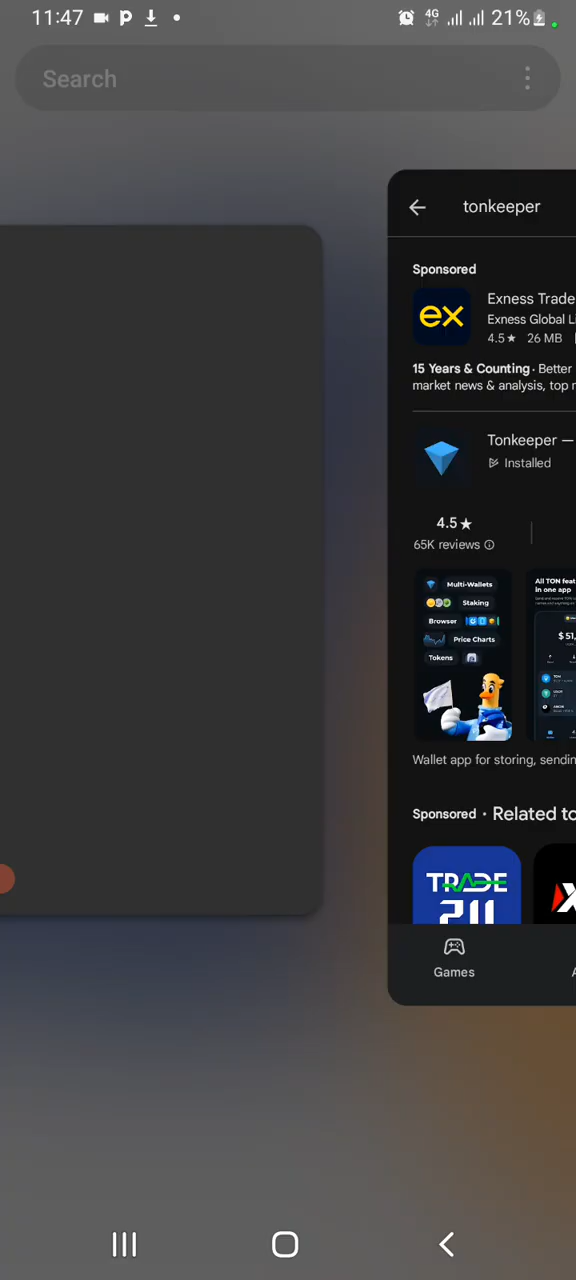 11:47
4G
21%
Search
tonkeeper
Sponsored
ex
Exness Trade
Exness Global Li
4.5★ 26 MB
15 Years & Counting · Better
market news & analysis, top
Tonkeeper —
Installed
4.5★
65K reviews
Multi-Wallets
Staking
Browser
Price Charts
Tokens
All TON feat
in one app
$ 51,
Wallet app for storing, sendin
Sponsored · Related to
TRADE
Games